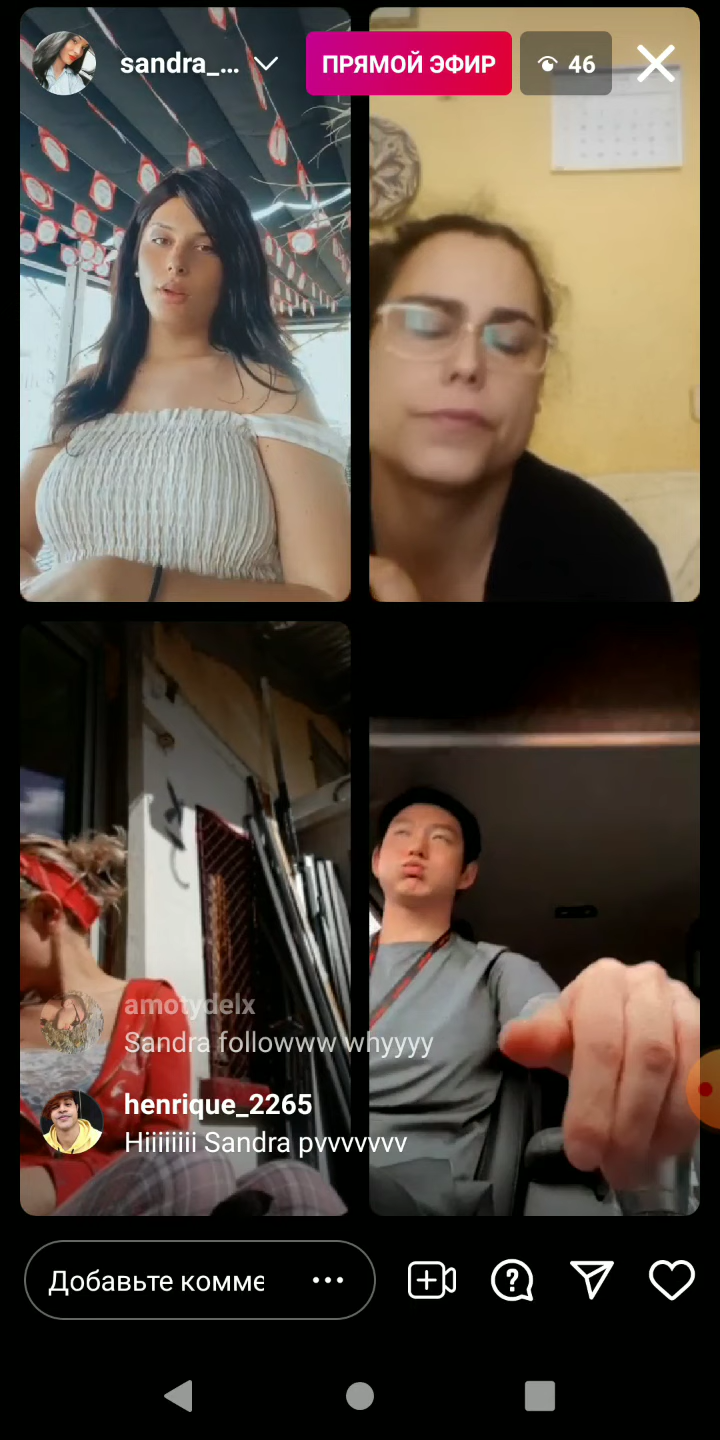 sandra_...
ПРЯМОЙ ЭФИР
46
amotydelx
Sandra followww whyyyy
henrique_2265
Hiiiiiiii Sandra pvvvvvvv
Добавьте комме